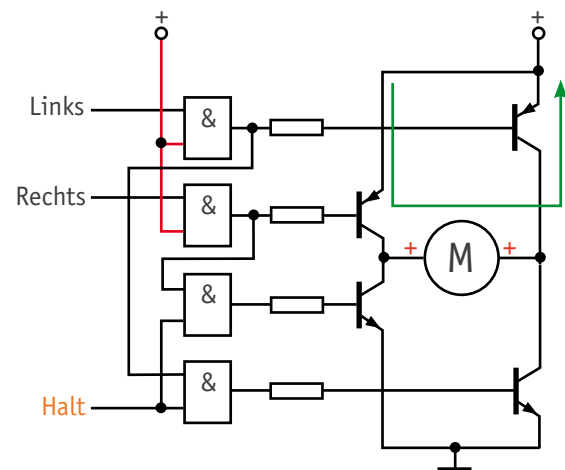 + +
Links &
Rechts &
+ M +
&
&
Halt